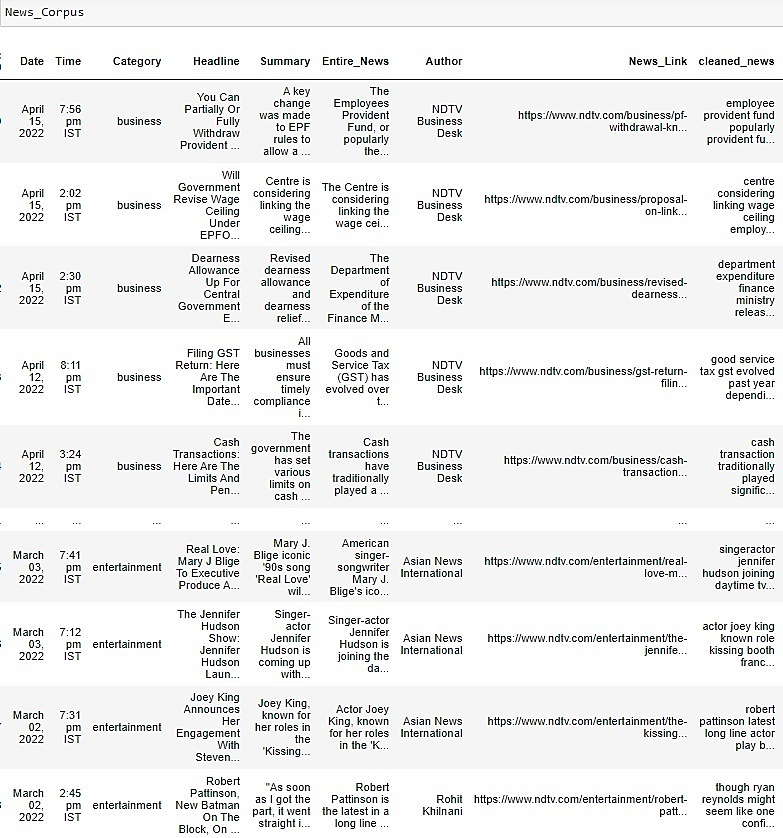 News_Corpus
Date
Time
Category
Headline
Summary
Entire_News
Author
News_Link
cleaned_news
April
15,
2022
7:56
pm
IST
business
You Can
Partially Or
Fully
Withdraw
Provident ...
A key
change
was made
to EPF
rules to
allow a ...
The
Employees
Provident
Fund, or
popularly
the...
NDTV
Business
Desk
https://www.ndtv.com/business/pf-
withdrawal-kn...
employee
provident fund
popularly
provident fu...
April
15,
2022
2:02
pm
IST
business
Will
Government
Revise Wage
Ceiling
Under
EPFO...
Centre is
considering
linking the
wage
ceiling...
The Centre is
considering
linking the
wage cei...
NDTV
Business
Desk
https://www.ndtv.com/business/proposal-
on-link...
centre
considering
linking wage
ceiling
employ...
April
15,
2022
2:30
pm
IST
business
Dearness
Allowance
Up For
Central
Government
E...
Revised
dearness
allowance
and
dearness
relief...
The
Department
of
Expenditure
of the
Finance M...
NDTV
Business
Desk
https://www.ndtv.com/business/revised-
dearness...
department
expenditure
finance
ministry
releas...
April
12,
2022
8:11
pm
IST
business
Filing GST
Return: Here
Are The
Important
Date...
All
businesses
must
ensure
timely
compliance
i...
Goods and
Service Tax
(GST) has
evolved over
t...
NDTV
Business
Desk
https://www.ndtv.com/business/gst-return-
filin...
good service
tax gst evolved
past year
dependi...
April
12,
2022
3:24
pm
IST
business
Cash
Transactions:
Here Are The
Limits And
Pen...
The
government
has set
various
limits on
cash ...
Cash
transactions
have
traditionally
played a ...
NDTV
Business
Desk
https://www.ndtv.com/business/cash-
transaction...
cash
transaction
traditionally
played
signific...
... ... ... ... ... ... ... ... ...
March
03,
2022
7:41
pm
IST
entertainment
Real Love:
Mary J Blige
To Executive
Produce A...
Mary J.
Blige iconic
'90s song
'Real Love'
wil...
American
singer-
songwriter
Mary J.
Blige's ico...
Asian News
International
https://www.ndtv.com/entertainment/real-
love-m...
singeractor
jennifer
hudson joining
daytime tv...
March
03,
2022
7:12
pm
IST
entertainment
The Jennifer
Hudson
Show:
Jennifer
Hudson
Laun...
Singer-
actor
Jennifer
Hudson is
coming up
with...
Singer-actor
Jennifer
Hudson is
joining the
da...
Asian News
International
https://www.ndtv.com/entertainment/the-
jennife...
actor joey king
known role
kissing booth
franc...
March
02,
2022
7:31
pm
IST
entertainment
Joey King
Announces
Her
Engagement
With
Steven...
Joey King,
known for
her roles in
the
'Kissing...
Actor Joey
King, known
for her roles
in the 'K...
Asian News
International
https://www.ndtv.com/entertainment/the-
kissing...
robert
pattinson latest
long line actor
play b...
March
02,
2022
2:45
pm
IST
entertainment
Robert
Pattinson,
New Batman
On The
Block, On ...
"As soon
as I got the
part, it went
straight i...
Robert
Pattinson is
the latest in a
long line ...
Rohit
Khilnani
https://www.ndtv.com/entertainment/robert-
patt...
though ryan
reynolds might
seem like one
confi...